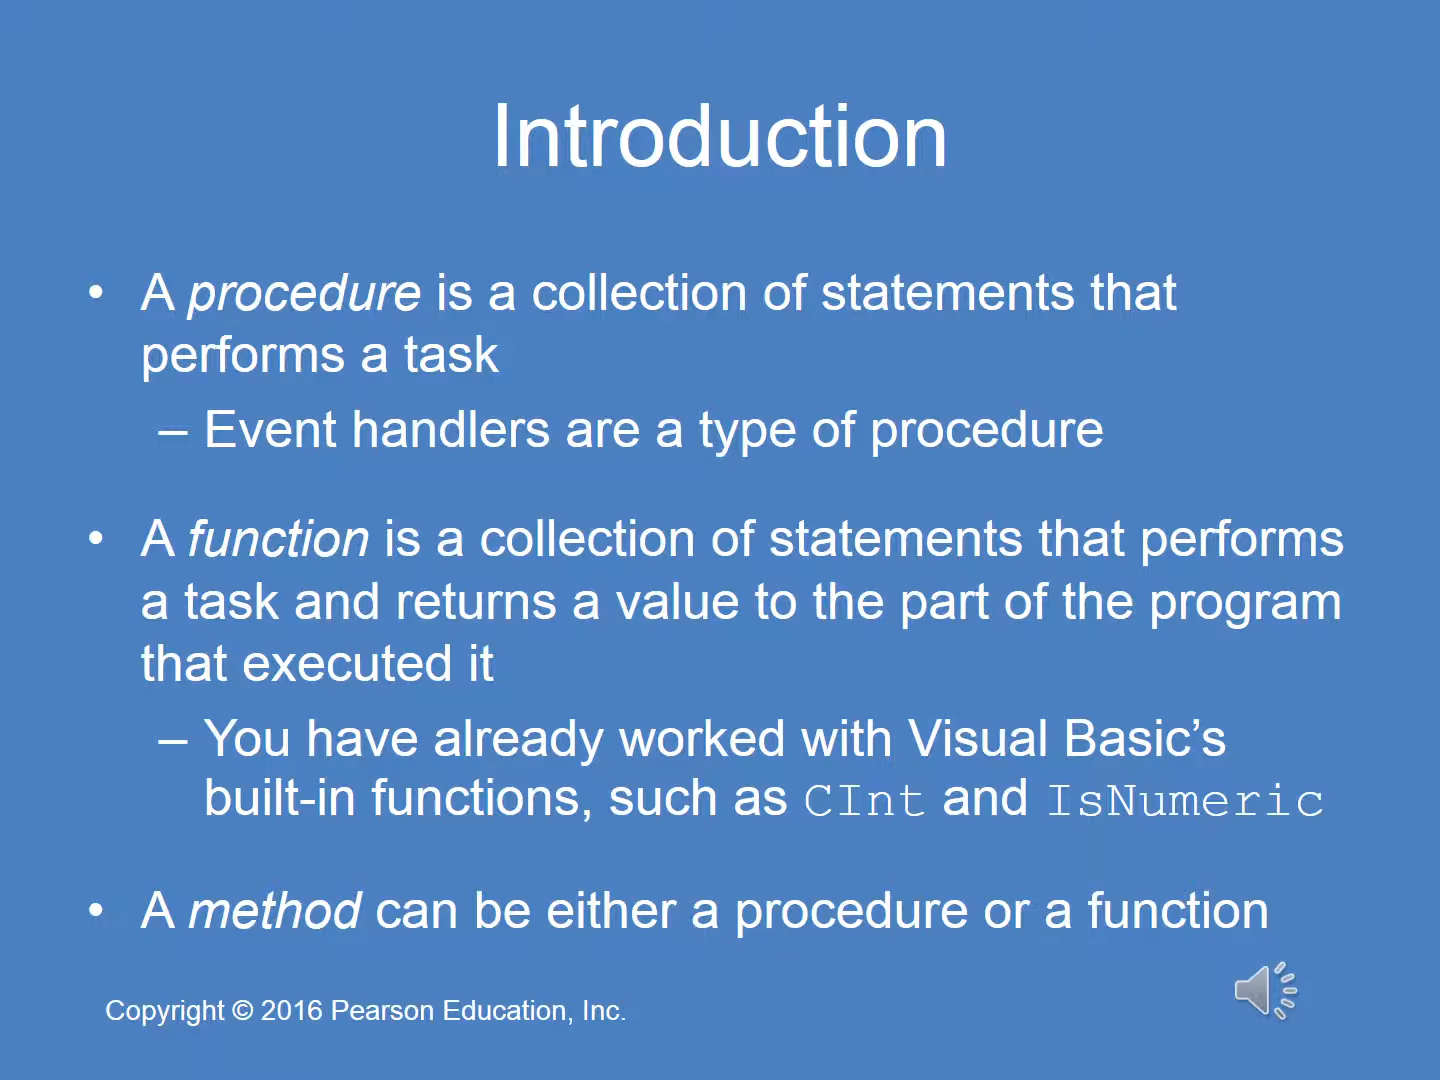 Introduction
• A procedure is a collection of statements that
performs a task
– Event handlers are a type of procedure
• A function is a collection of statements that performs
a task and returns a value to the part of the program
that executed it
– You have already worked with Visual Basic’s
built-in functions, such as CInt and IsNumeric
• A method can be either a procedure or a function
Copyright © 2016 Pearson Education, Inc.